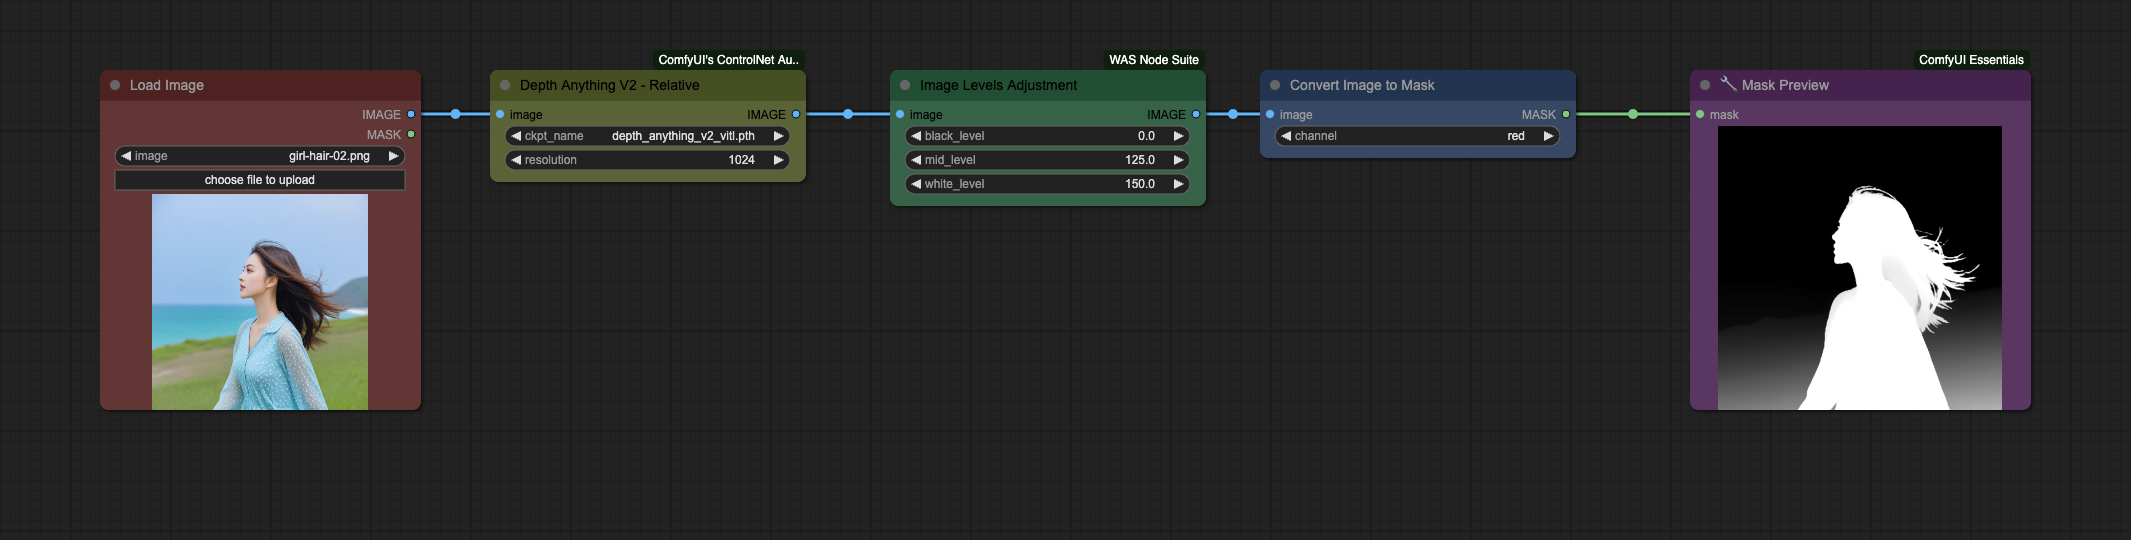 Load Image
IMAGE
MASK
image girl-hair-02.png
choose file to upload
ComfyUI's ControlNet Au..
Depth Anything V2 - Relative
image IMAGE
ckpt_name depth_anything_v2_vitl.pth
resolution 1024
WAS Node Suite
Image Levels Adjustment
image IMAGE
black_level 0.0
mid_level 125.0
white_level 150.0
Convert Image to Mask
image MASK
channel red
ComfyUI Essentials
Mask Preview
mask